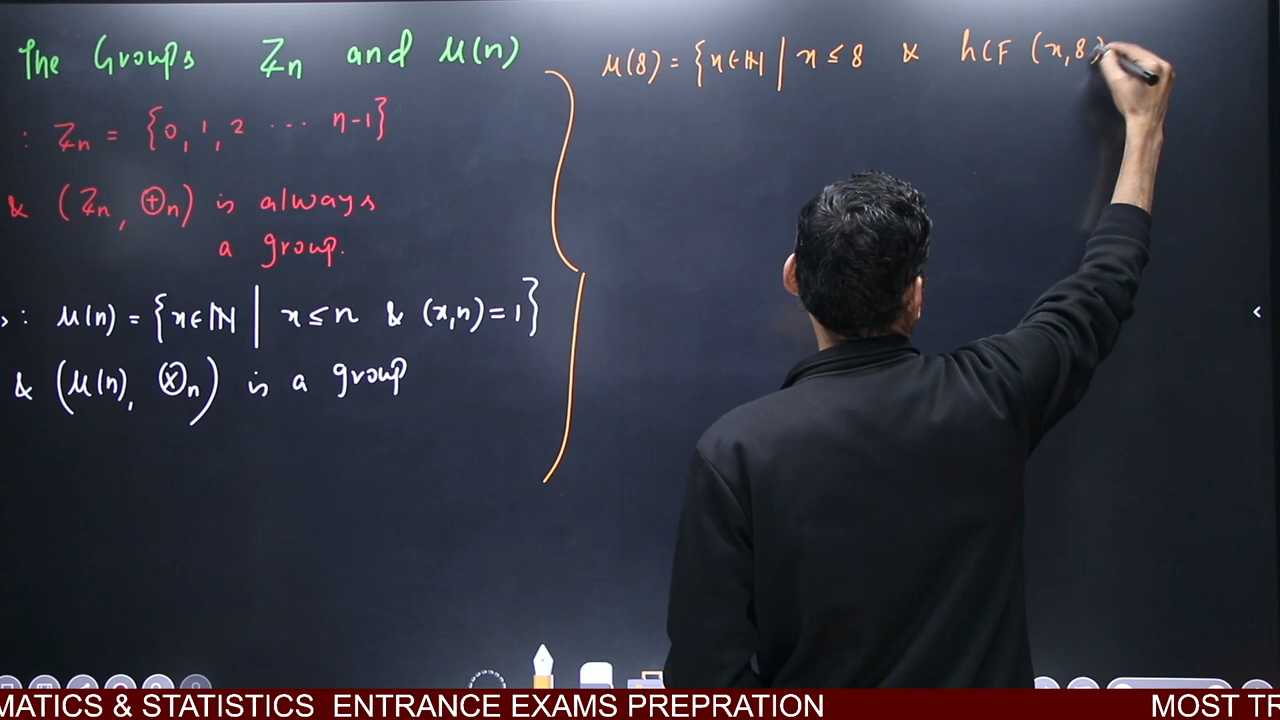 The Groups Zn and U(n)
: Zn = {0, 1, 2 ... n-1}
& (Zn, ⊕n) is always
a group.
: U(n) = {x∈ℕ | x ≤ n & (x,n)=1}
& (U(n), ⊗n) is a group
U(8) = {x∈ℕ | x ≤ 8 & HCF (x,8)
MATICS & STATISTICS ENTRANCE EXAMS PREPRATION MOST TR